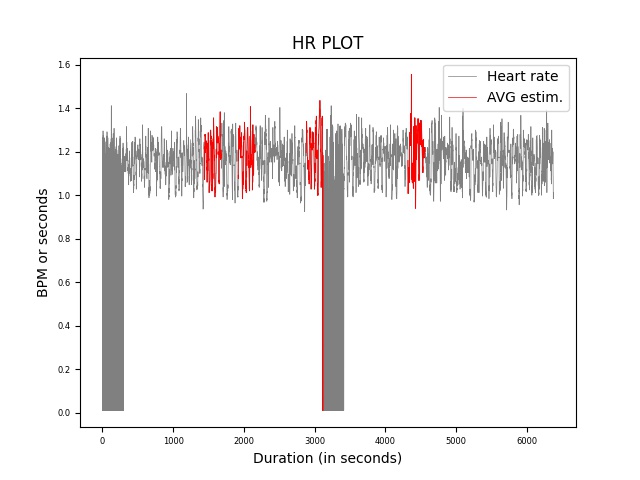 HR PLOT
Heart rate
AVG estim.
BPM or seconds
1.6
1.4
1.2
1.0
0.8
0.6
0.4
0.2
0.0
0 1000 2000 3000 4000 5000 6000
Duration (in seconds)